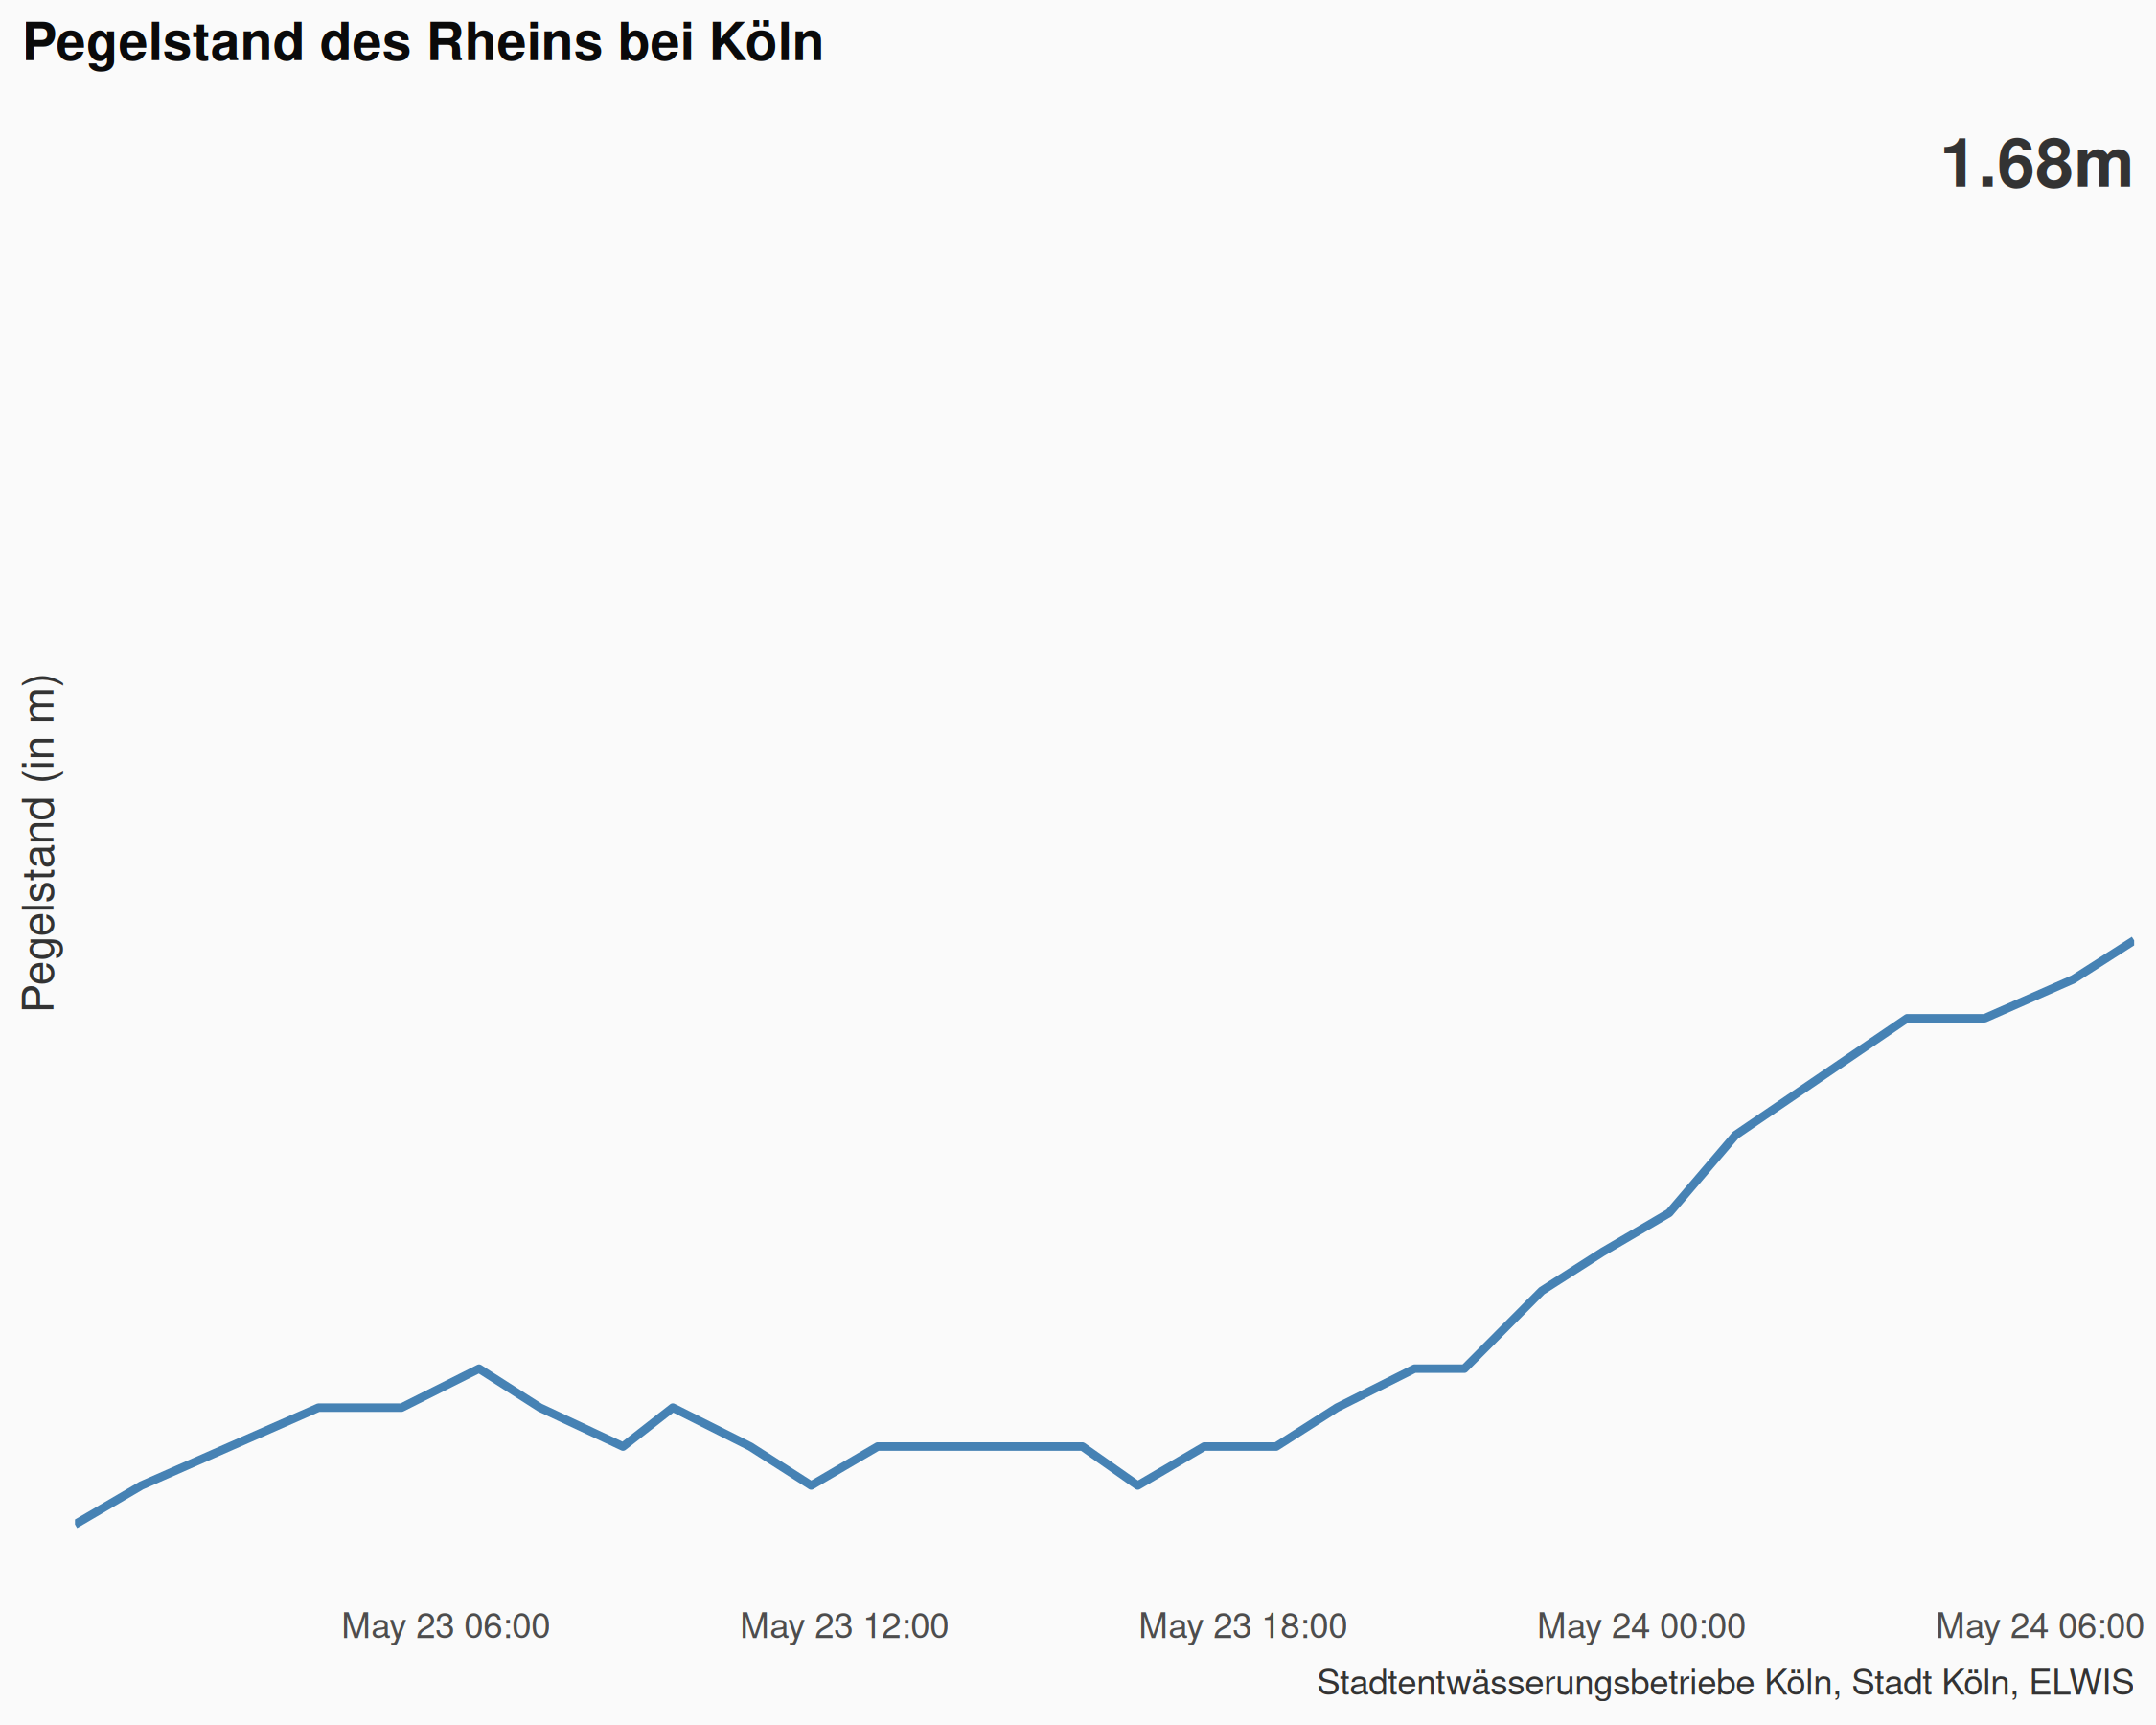 Pegelstand des Rheins bei Köln
1.68m
Pegelstand (in m)
May 23 06:00
May 23 12:00
May 23 18:00
May 24 00:00
May 24 06:00
Stadtentwässerungsbetriebe Köln, Stadt Köln, ELWIS